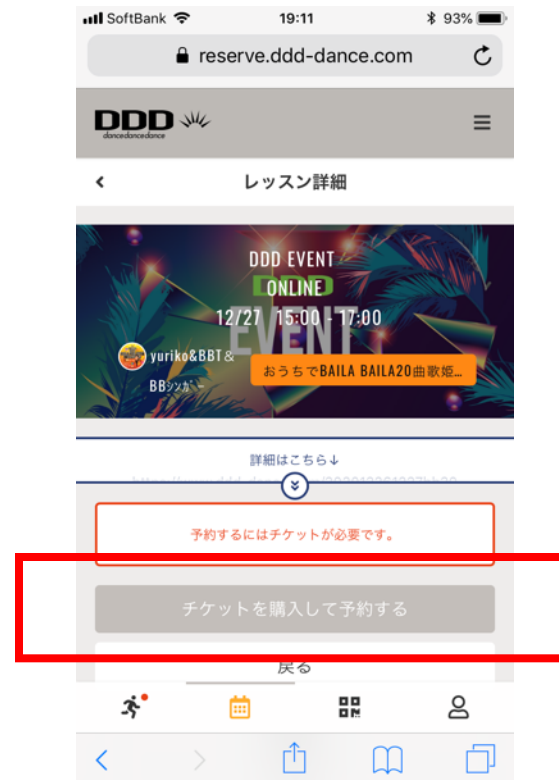 SoftBank 19:11 93%
reserve.ddd-dance.com
DDD
dancedancedance
レッスン詳細
DDD EVENT
ONLINE
12/27 15:00 - 17:00
DDD
EVENT
yuriko&BBT&
BBシンガー
おうちでBAILA BAILA20曲歌姫…
詳細はこちら↓
予約するにはチケットが必要です。
チケットを購入して予約する
戻る